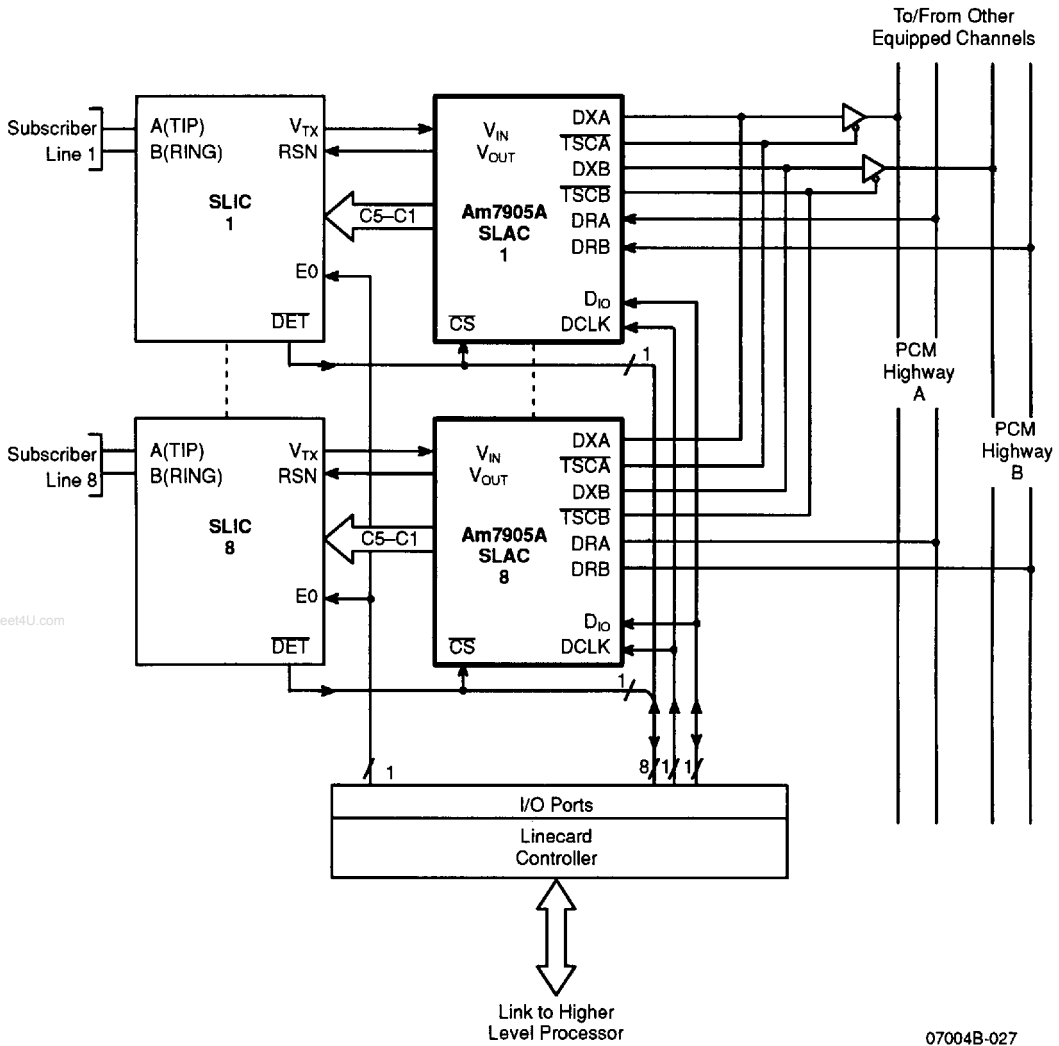 To/From Other
Equipped Channels
Subscriber
Line 1
A(TIP)
B(RING)
VTX
RSN
SLIC
1
E0
DET
C5–C1
VIN
VOUT
Am7905A
SLAC
1
CS
DXA
TSCA
DXB
TSCB
DRA
DRB
DIO
DCLK
1
PCM
Highway
A
PCM
Highway
B
Subscriber
Line 8
A(TIP)
B(RING)
VTX
RSN
SLIC
8
E0
DET
C5–C1
VIN
VOUT
Am7905A
SLAC
8
CS
DXA
TSCA
DXB
TSCB
DRA
DRB
DIO
DCLK
1
eet4U.com
1
8
1
1
I/O Ports
Linecard
Controller
Link to Higher
Level Processor
07004B-027